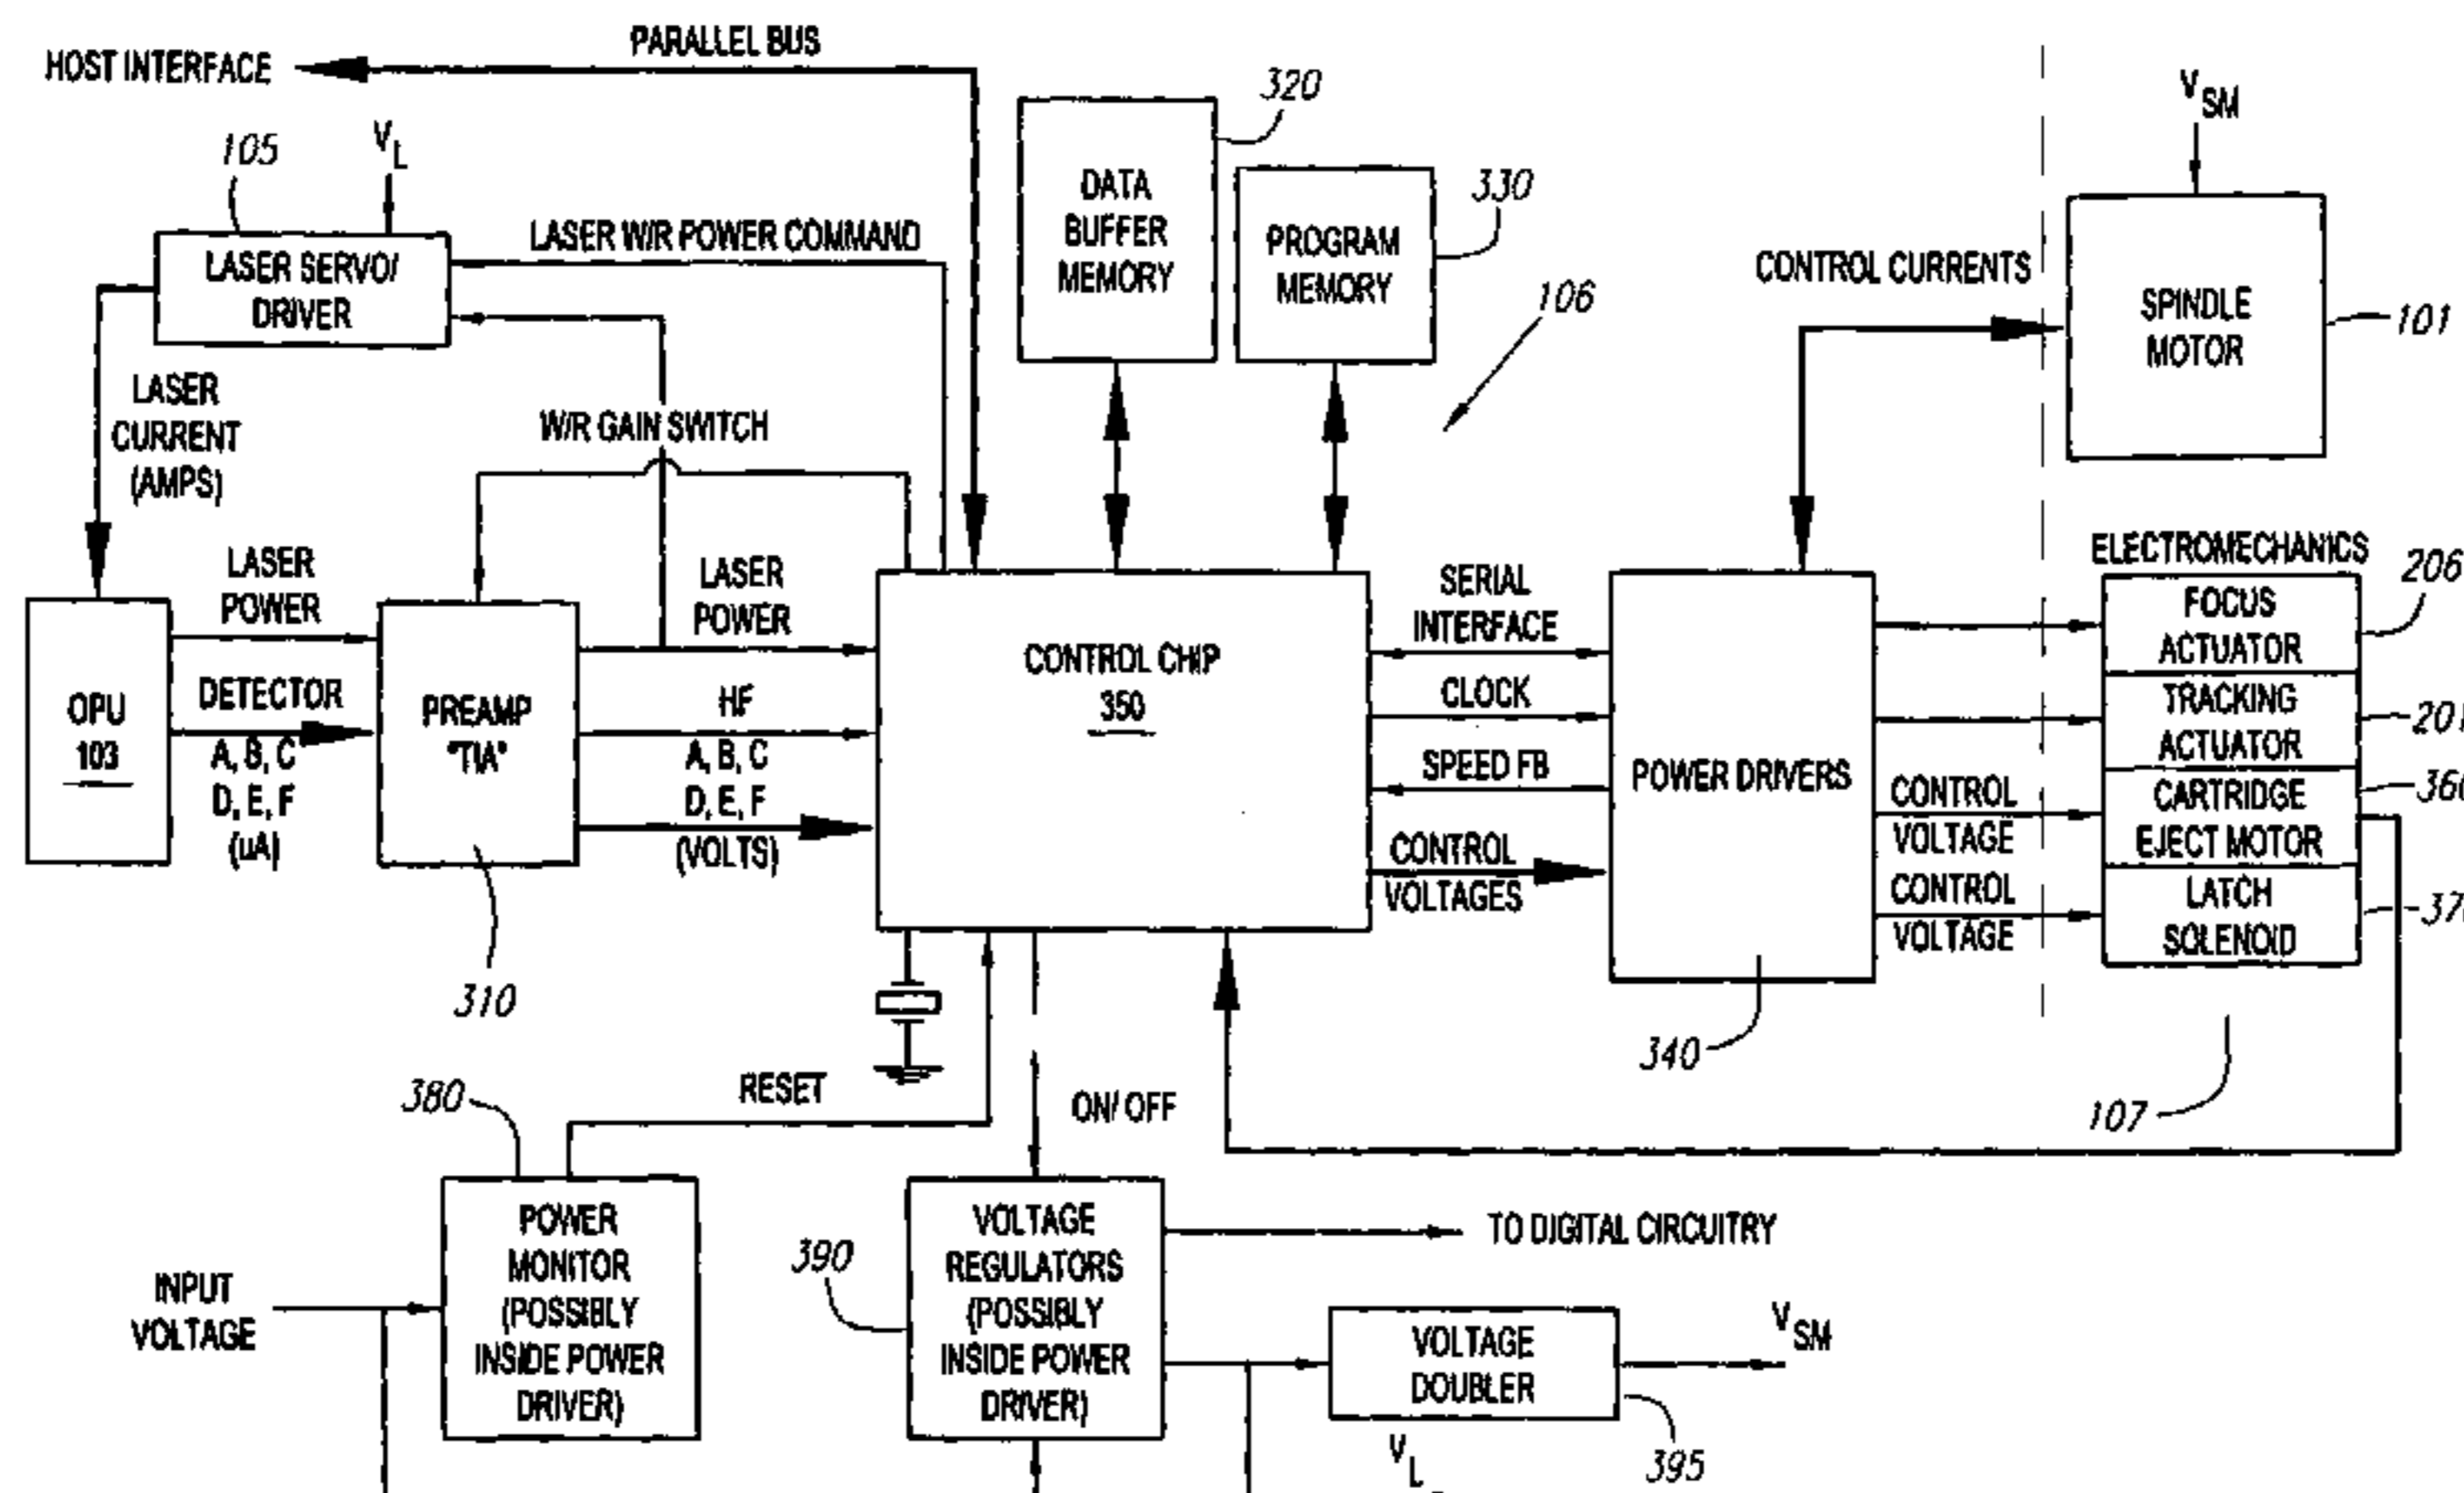 PARALLEL BUS
HOST INTERFACE
320
V SM
105
V L
330
DATA
BUFFER
MEMORY
PROGRAM
MEMORY
LASER W/R POWER COMMAND
LASER SERVO/
DRIVER
CONTROL CURRENTS
106
SPINDLE
MOTOR
101
LASER
CURRENT
(AMPS)
W/R GAIN SWITCH
ELECTROMECHANICS
206
LASER
POWER
LASER
POWER
SERIAL
INTERFACE
FOCUS
ACTUATOR
OPU
103
DETECTOR
A, B, C
D, E, F
(uA)
PREAMP
"TIA"
HF
A, B, C
D, E, F
(VOLTS)
CONTROL CHIP
350
CLOCK
SPEED FB
CONTROL
VOLTAGES
POWER DRIVERS
TRACKING
ACTUATOR
201
CONTROL
VOLTAGE
CARTRIDGE
EJECT MOTOR
CONTROL
VOLTAGE
LATCH
SOLENOID
310
340
107
380
RESET
ON/ OFF
INPUT
VOLTAGE
POWER
MONITOR
(POSSIBLY
INSIDE POWER
DRIVER)
390
VOLTAGE
REGULATORS
(POSSIBLY
INSIDE POWER
DRIVER)
TO DIGITAL CIRCUITRY
VOLTAGE
DOUBLER
V SM
V L
395